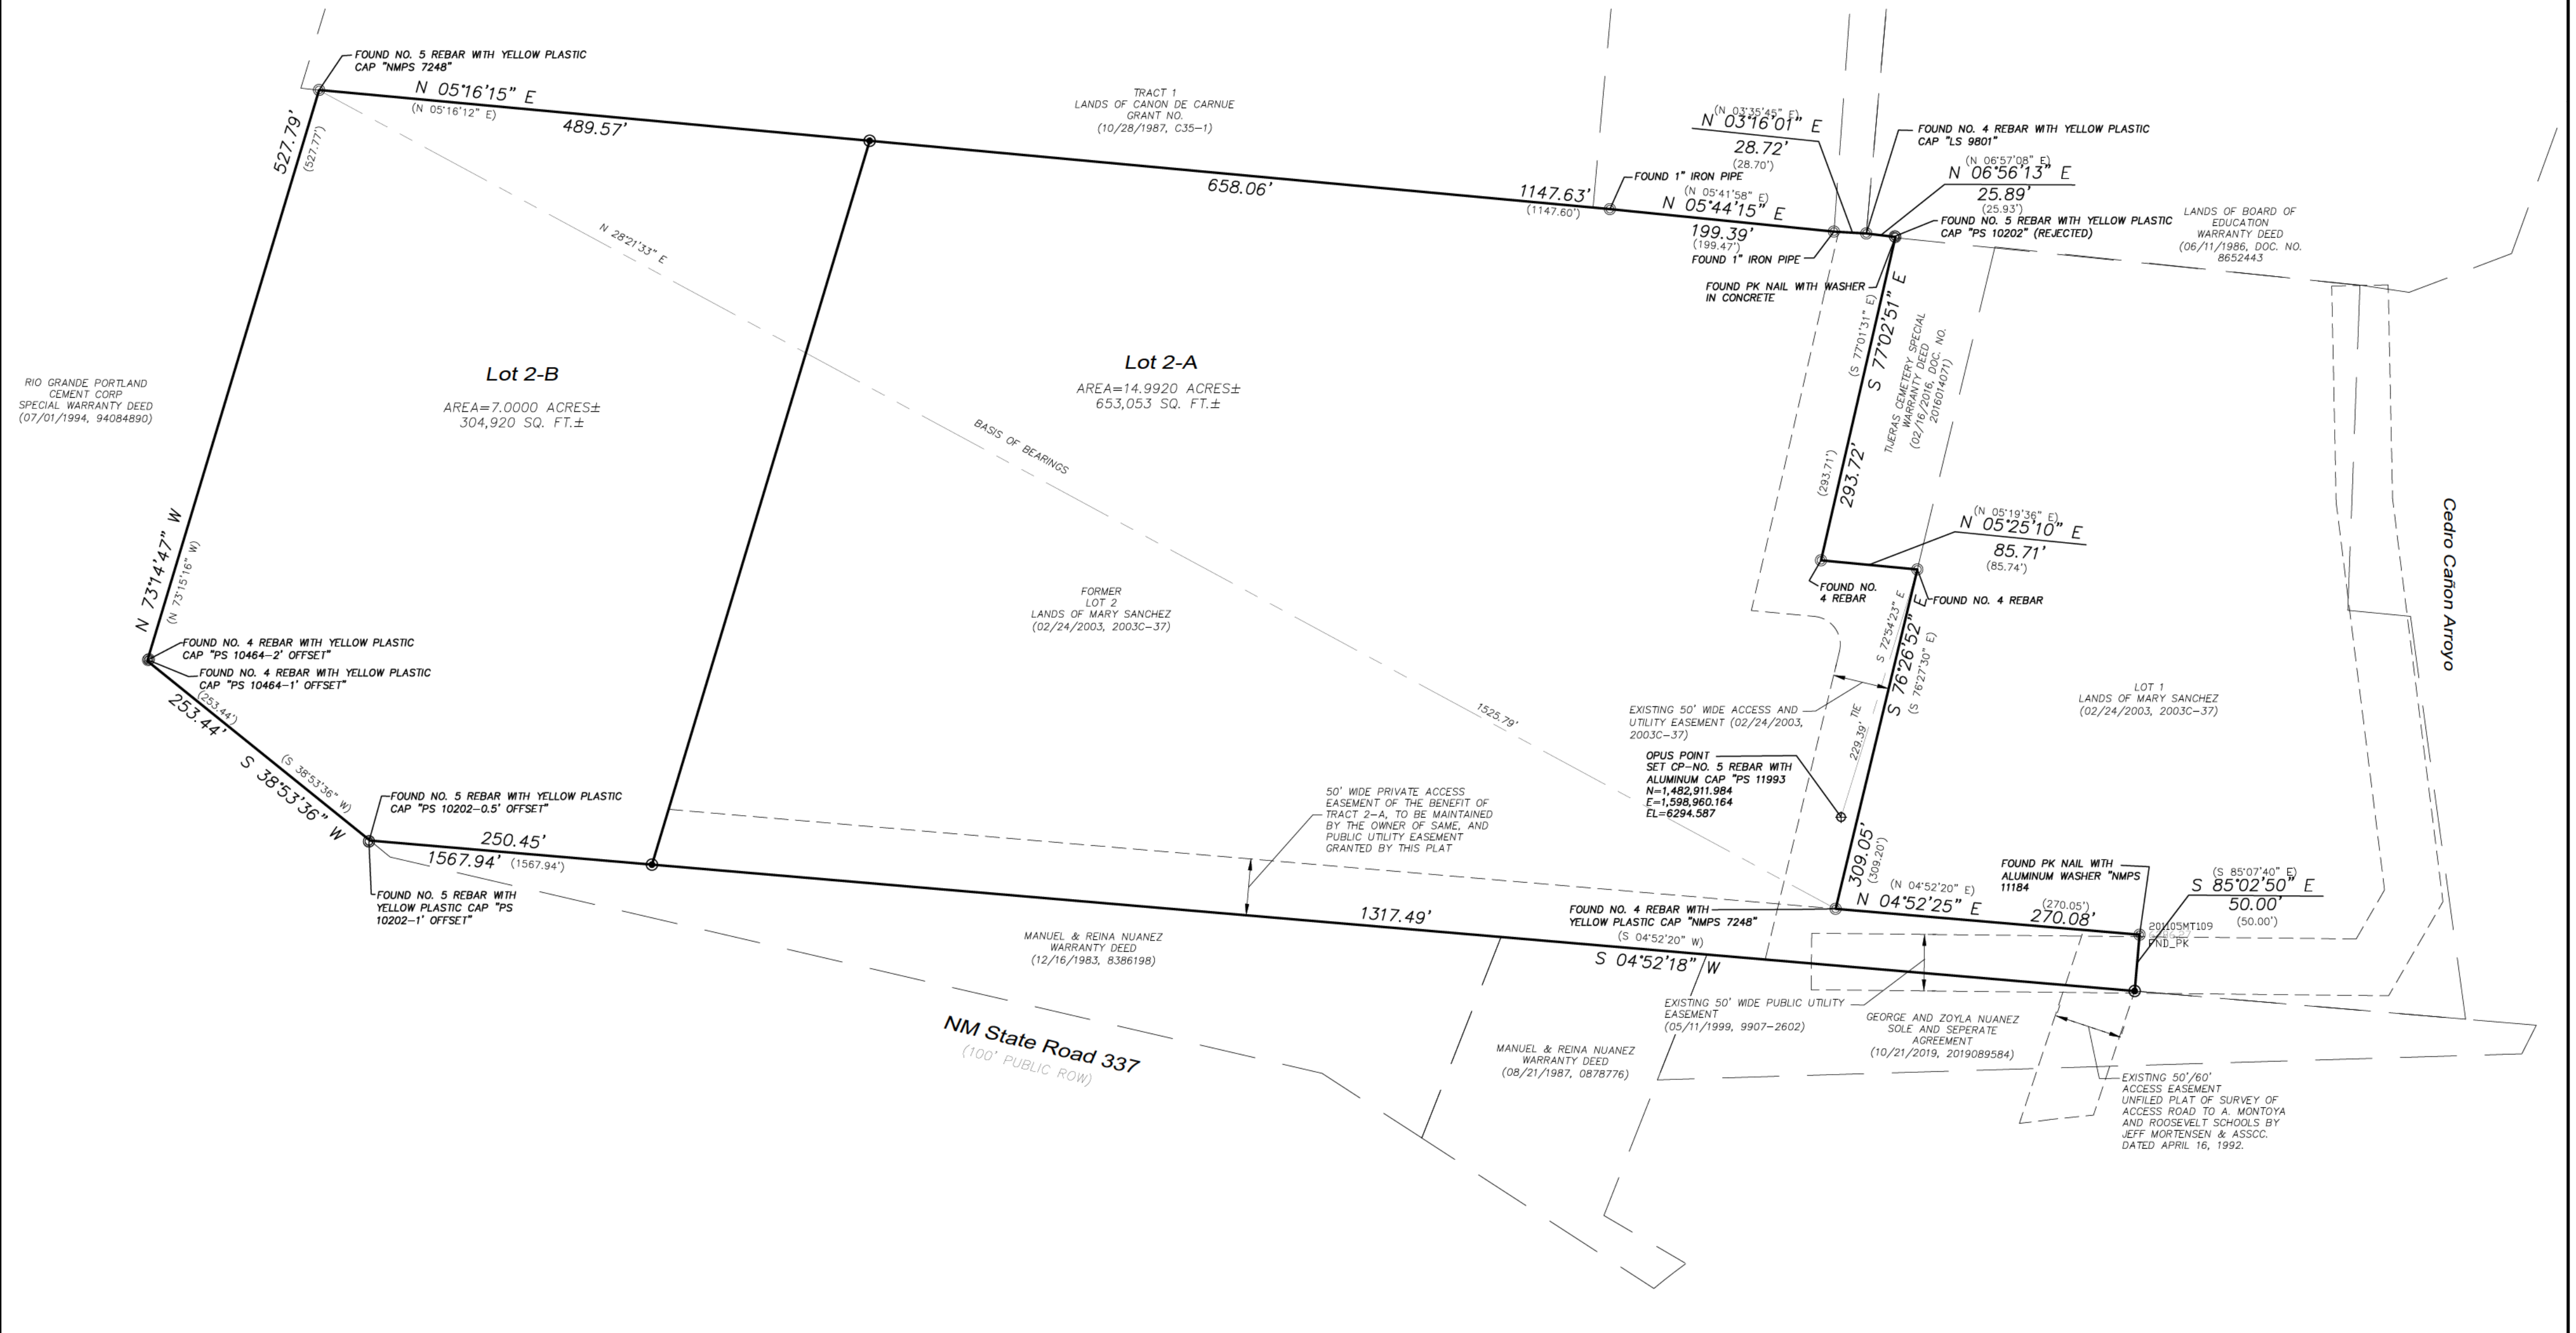 FOUND NO. 5 REBAR WITH YELLOW PLASTIC
CAP "NMPS 7248"
N 05°16'15" E
(N 05°16'12" E)
489.57'
527.79'
(527.77')
TRACT 1
LANDS OF CANON DE CARNUE
GRANT NO.
(10/28/1987, C35-1)
658.06'
1147.63'
(1147.60')
(N 03°35'45" E)
N 03°16'01" E
28.72'
(28.70')
FOUND 1" IRON PIPE
(N 05°41'58" E)
N 05°44'15" E
199.39'
(199.47')
FOUND 1" IRON PIPE
FOUND NO. 4 REBAR WITH YELLOW PLASTIC
CAP "LS 9801"
(N 06°57'08" E)
N 06°56'13" E
25.89'
(25.93')
FOUND NO. 5 REBAR WITH YELLOW PLASTIC
CAP "PS 10202" (REJECTED)
LANDS OF BOARD OF
EDUCATION
WARRANTY DEED
(06/11/1986, DOC. NO.
8652443
FOUND PK NAIL WITH WASHER
IN CONCRETE
(S 77°01'31" E)
S 77°02'51" E
(293.71')
293.72'
TIJERAS CEMETERY SPECIAL
WARRANTY DEED
(02/16/2016, DOC. NO.
2016014071)
N 28°21'33" E
BASIS OF BEARINGS
1525.79'
Lot 2-B
AREA=7.0000 ACRES±
304,920 SQ. FT.±
Lot 2-A
AREA=14.9920 ACRES±
653,053 SQ. FT.±
RIO GRANDE PORTLAND
CEMENT CORP
SPECIAL WARRANTY DEED
(07/01/1994, 94084890)
N 73°14'47" W
(N 73°15'16" W)
FORMER
LOT 2
LANDS OF MARY SANCHEZ
(02/24/2003, 2003C-37)
(N 05°19'36" E)
N 05°25'10" E
85.71'
(85.74')
FOUND NO.
4 REBAR
FOUND NO. 4 REBAR
Cedro Cañon Arroyo
FOUND NO. 4 REBAR WITH YELLOW PLASTIC
CAP "PS 10464-2' OFFSET"
FOUND NO. 4 REBAR WITH YELLOW PLASTIC
CAP "PS 10464-1' OFFSET"
(253.44')
253.44'
(S 38°53'36" W)
S 38°53'36" W
S 72°54'23" E
229.39' TIE
S 76°26'52" E
(S 76°27'30" E)
309.05'
(309.20')
LOT 1
LANDS OF MARY SANCHEZ
(02/24/2003, 2003C-37)
EXISTING 50' WIDE ACCESS AND
UTILITY EASEMENT (02/24/2003,
2003C-37)
OPUS POINT
SET CP-NO. 5 REBAR WITH
ALUMINUM CAP "PS 11993
N=1,482,911.984
E=1,598,960.164
EL=6294.587
50' WIDE PRIVATE ACCESS
EASEMENT OF THE BENEFIT OF
TRACT 2-A, TO BE MAINTAINED
BY THE OWNER OF SAME, AND
PUBLIC UTILITY EASEMENT
GRANTED BY THIS PLAT
FOUND NO. 5 REBAR WITH YELLOW PLASTIC
CAP "PS 10202-0.5' OFFSET"
250.45'
1567.94' (1567.94')
FOUND NO. 5 REBAR WITH
YELLOW PLASTIC CAP "PS
10202-1' OFFSET"
1317.49'
FOUND NO. 4 REBAR WITH
YELLOW PLASTIC CAP "NMPS 7248"
(S 04°52'20" W)
S 04°52'18" W
(N 04°52'20" E)
N 04°52'25" E
(270.05')
270.08'
FOUND PK NAIL WITH
ALUMINUM WASHER "NMPS
11184
(S 85°07'40" E)
S 85°02'50" E
50.00'
(50.00')
201105MT109
FND_PK
MANUEL & REINA NUANEZ
WARRANTY DEED
(12/16/1983, 8386198)
NM State Road 337
(100' PUBLIC ROW)
EXISTING 50' WIDE PUBLIC UTILITY
EASEMENT
(05/11/1999, 9907-2602)
GEORGE AND ZOYLA NUANEZ
SOLE AND SEPERATE
AGREEMENT
(10/21/2019, 2019089584)
MANUEL & REINA NUANEZ
WARRANTY DEED
(08/21/1987, 0878776)
EXISTING 50'/60'
ACCESS EASEMENT
UNFILED PLAT OF SURVEY OF
ACCESS ROAD TO A. MONTOYA
AND ROOSEVELT SCHOOLS BY
JEFF MORTENSEN & ASSCC.
DATED APRIL 16, 1992.